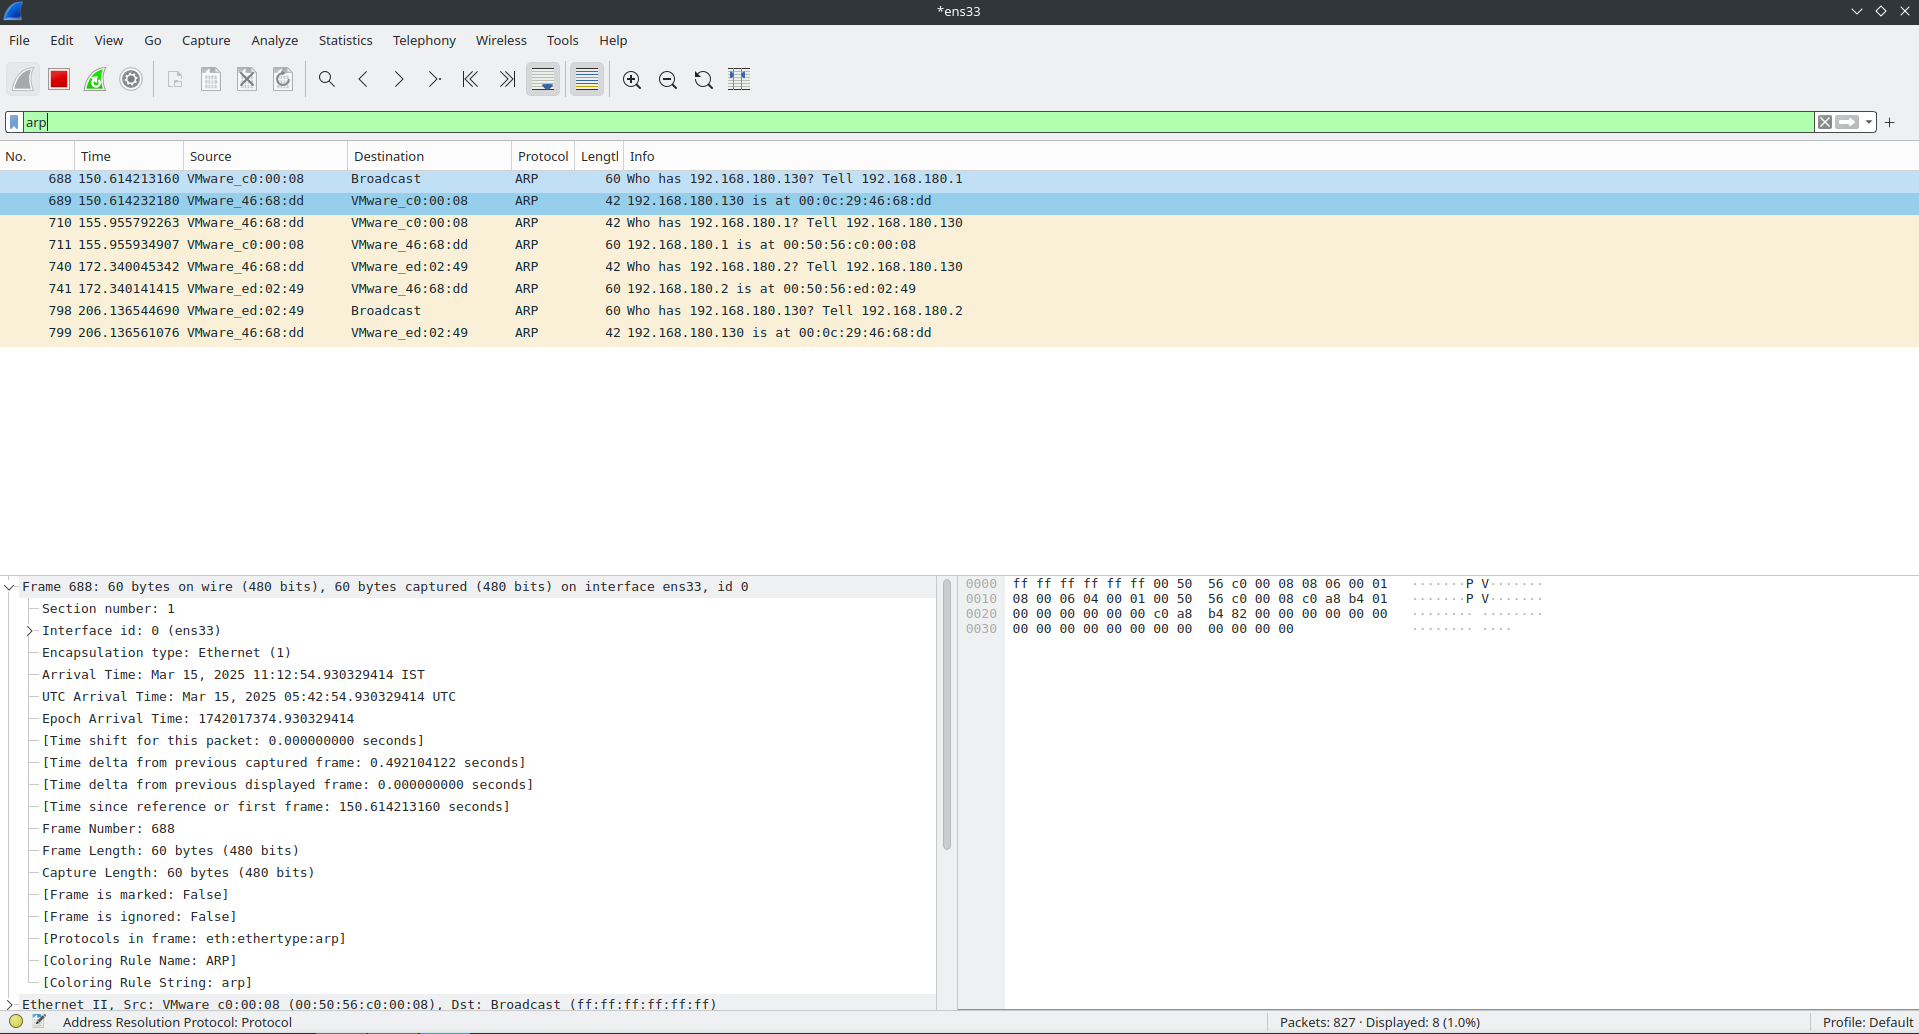 *ens33
File Edit View Go Capture Analyze Statistics Telephony Wireless Tools Help
arp
No. Time Source Destination Protocol Lengtl Info
688 150.614213160 VMware_c0:00:08 Broadcast ARP 60 Who has 192.168.180.130? Tell 192.168.180.1
689 150.614232180 VMware_46:68:dd VMware_c0:00:08 ARP 42 192.168.180.130 is at 00:0c:29:46:68:dd
710 155.955792263 VMware_46:68:dd VMware_c0:00:08 ARP 42 Who has 192.168.180.1? Tell 192.168.180.130
711 155.955934907 VMware_c0:00:08 VMware_46:68:dd ARP 60 192.168.180.1 is at 00:50:56:c0:00:08
740 172.340045342 VMware_46:68:dd VMware_ed:02:49 ARP 42 Who has 192.168.180.2? Tell 192.168.180.130
741 172.340141415 VMware_ed:02:49 VMware_46:68:dd ARP 60 192.168.180.2 is at 00:50:56:ed:02:49
798 206.136544690 VMware_ed:02:49 Broadcast ARP 60 Who has 192.168.180.130? Tell 192.168.180.2
799 206.136561076 VMware_46:68:dd VMware_ed:02:49 ARP 42 192.168.180.130 is at 00:0c:29:46:68:dd
Frame 688: 60 bytes on wire (480 bits), 60 bytes captured (480 bits) on interface ens33, id 0
Section number: 1
Interface id: 0 (ens33)
Encapsulation type: Ethernet (1)
Arrival Time: Mar 15, 2025 11:12:54.930329414 IST
UTC Arrival Time: Mar 15, 2025 05:42:54.930329414 UTC
Epoch Arrival Time: 1742017374.930329414
[Time shift for this packet: 0.000000000 seconds]
[Time delta from previous captured frame: 0.492104122 seconds]
[Time delta from previous displayed frame: 0.000000000 seconds]
[Time since reference or first frame: 150.614213160 seconds]
Frame Number: 688
Frame Length: 60 bytes (480 bits)
Capture Length: 60 bytes (480 bits)
[Frame is marked: False]
[Frame is ignored: False]
[Protocols in frame: eth:ethertype:arp]
[Coloring Rule Name: ARP]
[Coloring Rule String: arp]
Ethernet II, Src: VMware_c0:00:08 (00:50:56:c0:00:08), Dst: Broadcast (ff:ff:ff:ff:ff:ff)
0000 ff ff ff ff ff ff 00 50 56 c0 00 08 08 06 00 01 ·······P V·······
0010 08 00 06 04 00 01 00 50 56 c0 00 08 c0 a8 b4 01 ·······P V·······
0020 00 00 00 00 00 00 c0 a8 b4 82 00 00 00 00 00 00 ········ ········
0030 00 00 00 00 00 00 00 00 00 00 00 00 ········ ····
Address Resolution Protocol: Protocol
Packets: 827 · Displayed: 8 (1.0%)
Profile: Default